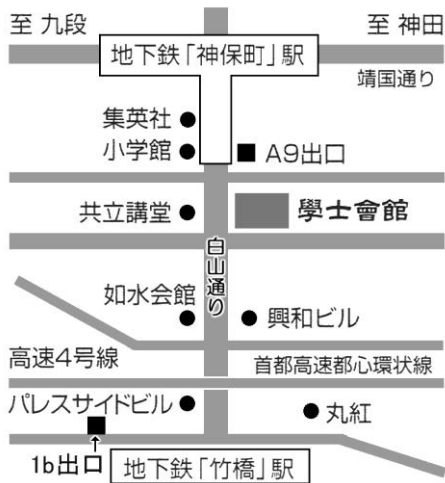 至 九段
至 神田
地下鉄「神保町」駅
靖国通り
集英社
小学館
A9出口
共立講堂
學士會館
白山通り
如水会館
興和ビル
高速4号線
首都高速都心環状線
パレスサイドビル
丸紅
1b出口
地下鉄「竹橋」駅